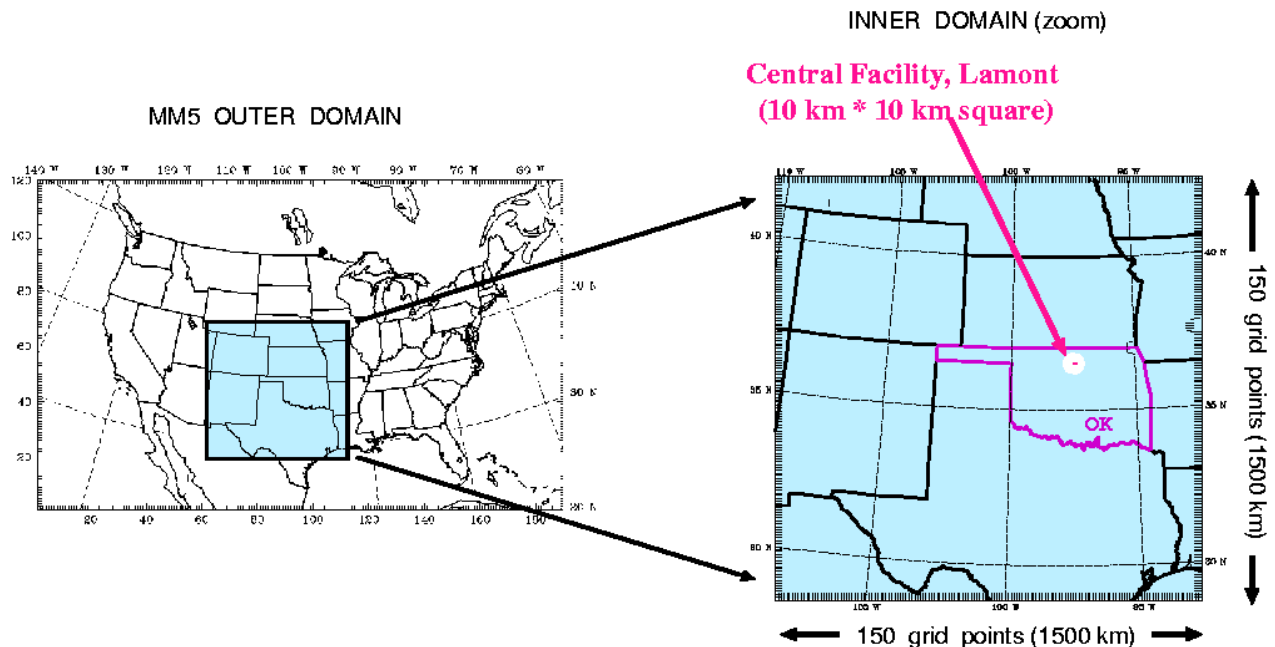 INNER DOMAIN (zoom)
Central Facility, Lamont
(10 km * 10 km square)
MM5 OUTER DOMAIN
140 W 130 W 120 W 110 W 100 W 90 W 80 W 70 W 60 W
120
100
80
60
40
20
40 N
30 N
20 N
20 40 60 80 100 120 140 160 180
110 W 105 W 100 W 95 W
40 N
35 N
30 N
40 N
35 N
30 N
OK
105 W 100 W 95 W
150 grid points (1500 km)
150 grid points (1500 km)